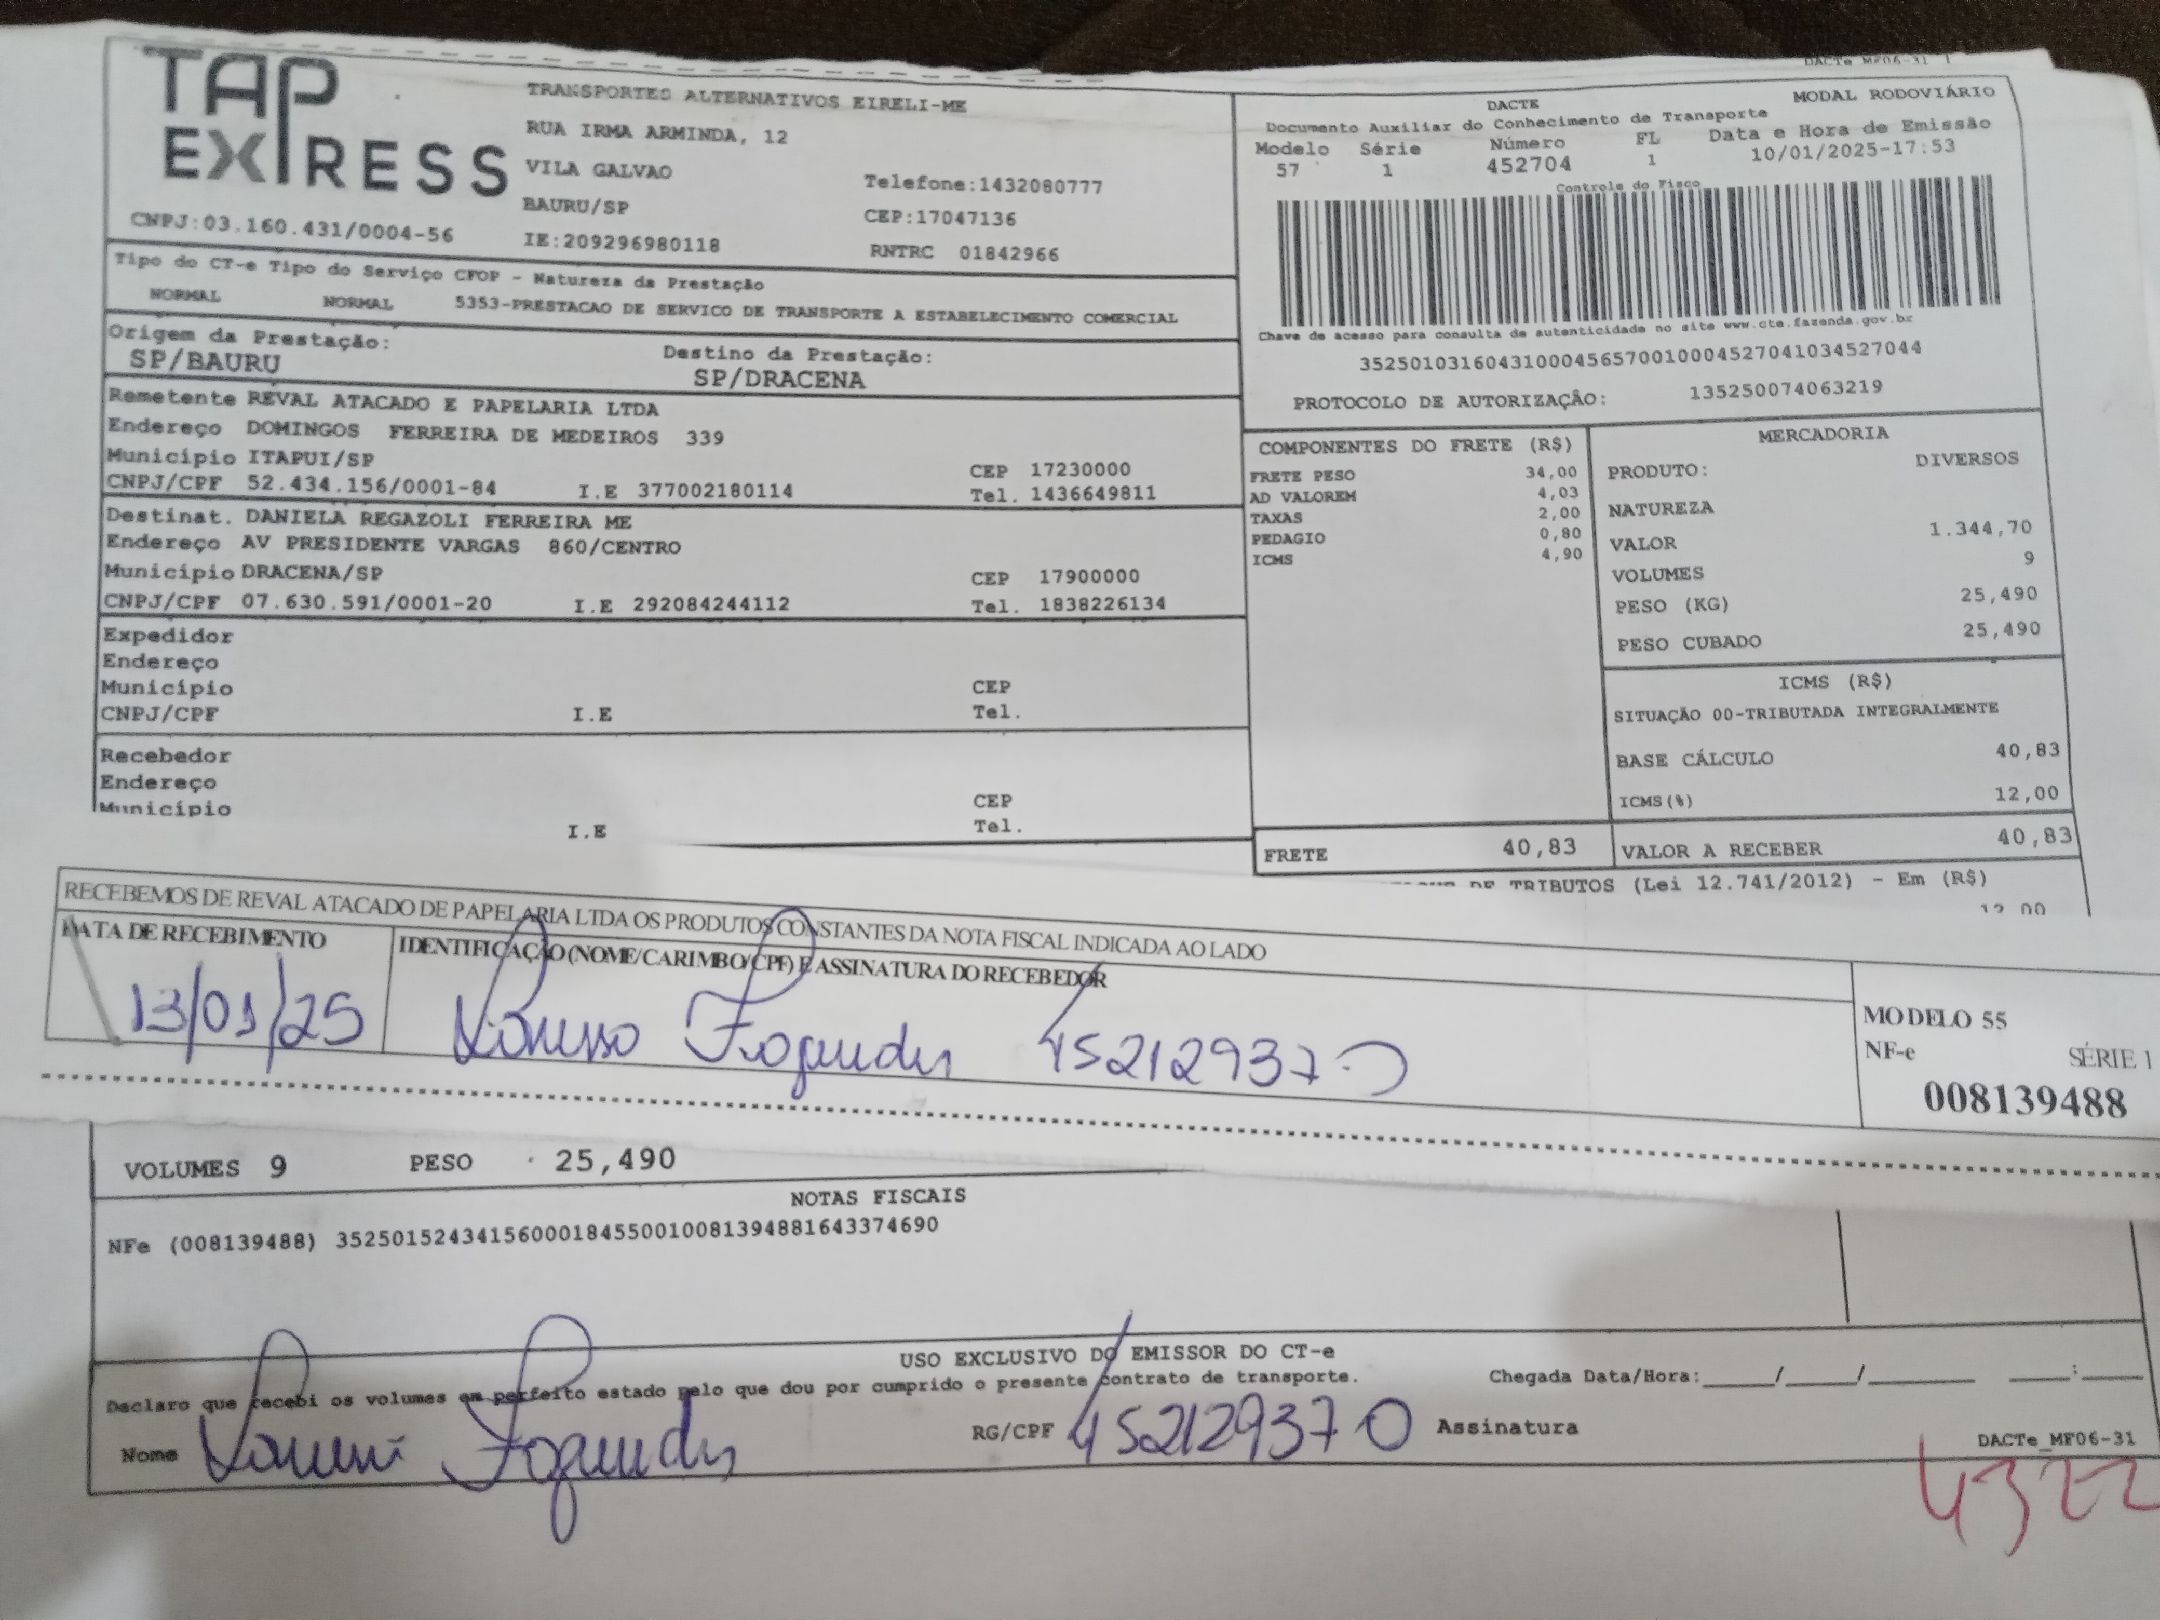 DACTe MF06-31 1
TAP EXPRESS
TRANSPORTES ALTERNATIVOS EIRELI-ME
RUA IRMA ARMINDA, 12
VILA GALVAO
Telefone:1432080777
BAURU/SP
CEP:17047136
CNPJ:03.160.431/0004-56
IE:209296980118
RNTRC 01842966
DACTE
MODAL RODOVIÁRIO
Documento Auxiliar do Conhecimento de Transporte
Modelo Série Número FL Data e Hora de Emissão
57 1 452704 1 10/01/2025-17:53
Controle do Fisco
Chave de acesso para consulta de autenticidade no site www.cte.fazenda.gov.br
35250103160431000456570010004527041034527044
PROTOCOLO DE AUTORIZAÇÂO: 135250074063219
Tipo do CT-e Tipo do Serviço CFOP - Natureza da Prestação
NORMAL NORMAL 5353-PRESTACAO DE SERVICO DE TRANSPORTE A ESTABELECIMENTO COMERCIAL
Origem da Prestação: Destino da Prestação:
SP/BAURU SP/DRACENA
Remetente REVAL ATACADO E PAPELARIA LTDA
Endereço DOMINGOS FERREIRA DE MEDEIROS 339
Município ITAPUI/SP CEP 17230000
CNPJ/CPF 52.434.156/0001-84 I.E 377002180114 Tel. 1436649811
Destinat. DANIELA REGAZOLI FERREIRA ME
Endereço AV PRESIDENTE VARGAS 860/CENTRO
Município DRACENA/SP CEP 17900000
CNPJ/CPF 07.630.591/0001-20 I.E 292084244112 Tel. 1838226134
Expedidor
Endereço
Município CEP
CNPJ/CPF I.E Tel.
Recebedor
Endereço
Município CEP
I.E Tel.
COMPONENTES DO FRETE (R$)
FRETE PESO 34,00
AD VALOREM 4,03
TAXAS 2,00
PEDAGIO 0,80
ICMS 4,90
MERCADORIA
PRODUTO: DIVERSOS
NATUREZA
VALOR 1.344,70
VOLUMES 9
PESO (KG) 25,490
PESO CUBADO 25,490
ICMS (R$)
SITUAÇÃO 00-TRIBUTADA INTEGRALMENTE
BASE CÁLCULO 40,83
ICMS(%) 12,00
FRETE 40,83 VALOR A RECEBER 40,83
DE TRIBUTOS (Lei 12.741/2012) - Em (R$)
12,00
RECEBEMOS DE REVAL ATACADO DE PAPELARIA LTDA OS PRODUTOS CONSTANTES DA NOTA FISCAL INDICADA AO LADO
DATA DE RECEBIMENTO IDENTIFICAÇÃO (NOME/CARIMBO/CPF) E ASSINATURA DO RECEBEDOR
13/01/25 452129370
MODELO 55
NF-e SÉRIE 1
008139488
VOLUMES 9 PESO 25,490
NOTAS FISCAIS
NFe (008139488) 35250152434156000184550010081394881643374690
USO EXCLUSIVO DO EMISSOR DO CT-e
Declaro que recebi os volumes em perfeito estado pelo que dou por cumprido o presente contrato de transporte. Chegada Data/Hora:_____/_____/________ ____:_____
Nome RG/CPF 452129370 Assinatura
DACTe_MF06-31
4322